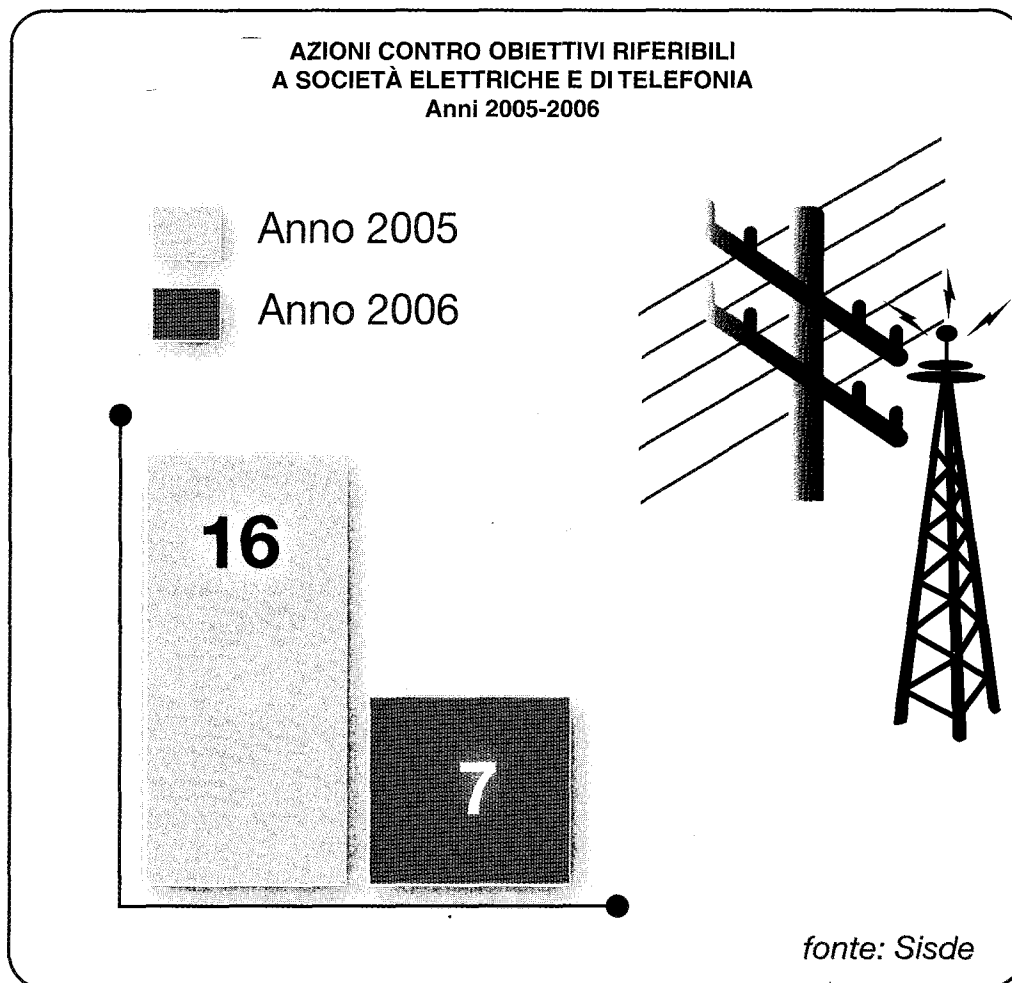 AZIONI CONTRO OBIETTIVI RIFERIBILI
A SOCIETÀ ELETTRICHE E DI TELEFONIA
Anni 2005-2006
Anno 2005
Anno 2006
16
7
fonte: Sisde